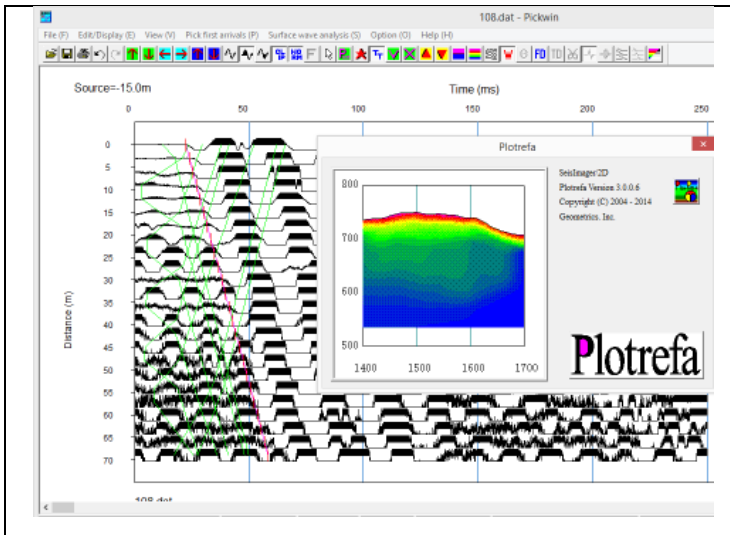 108.dat - Pickwin
File (F) Edit/Display (E) View (V) Pick first arrivals (P) Surface wave analysis (S) Option (O) Help (H)
Source=-15.0m
Time (ms)
0 50 100 150 200 250
Distance (m)
0
5
10
15
20
25
30
35
40
45
50
55
60
65
70
Plotrefa
800
700
600
500
1400 1500 1600 1700
SeisImager/2D
Plotrefa Version 3.0.0.6
Copyright (C) 2004 - 2014
Geometrics. Inc.
Plotrefa
108.dat